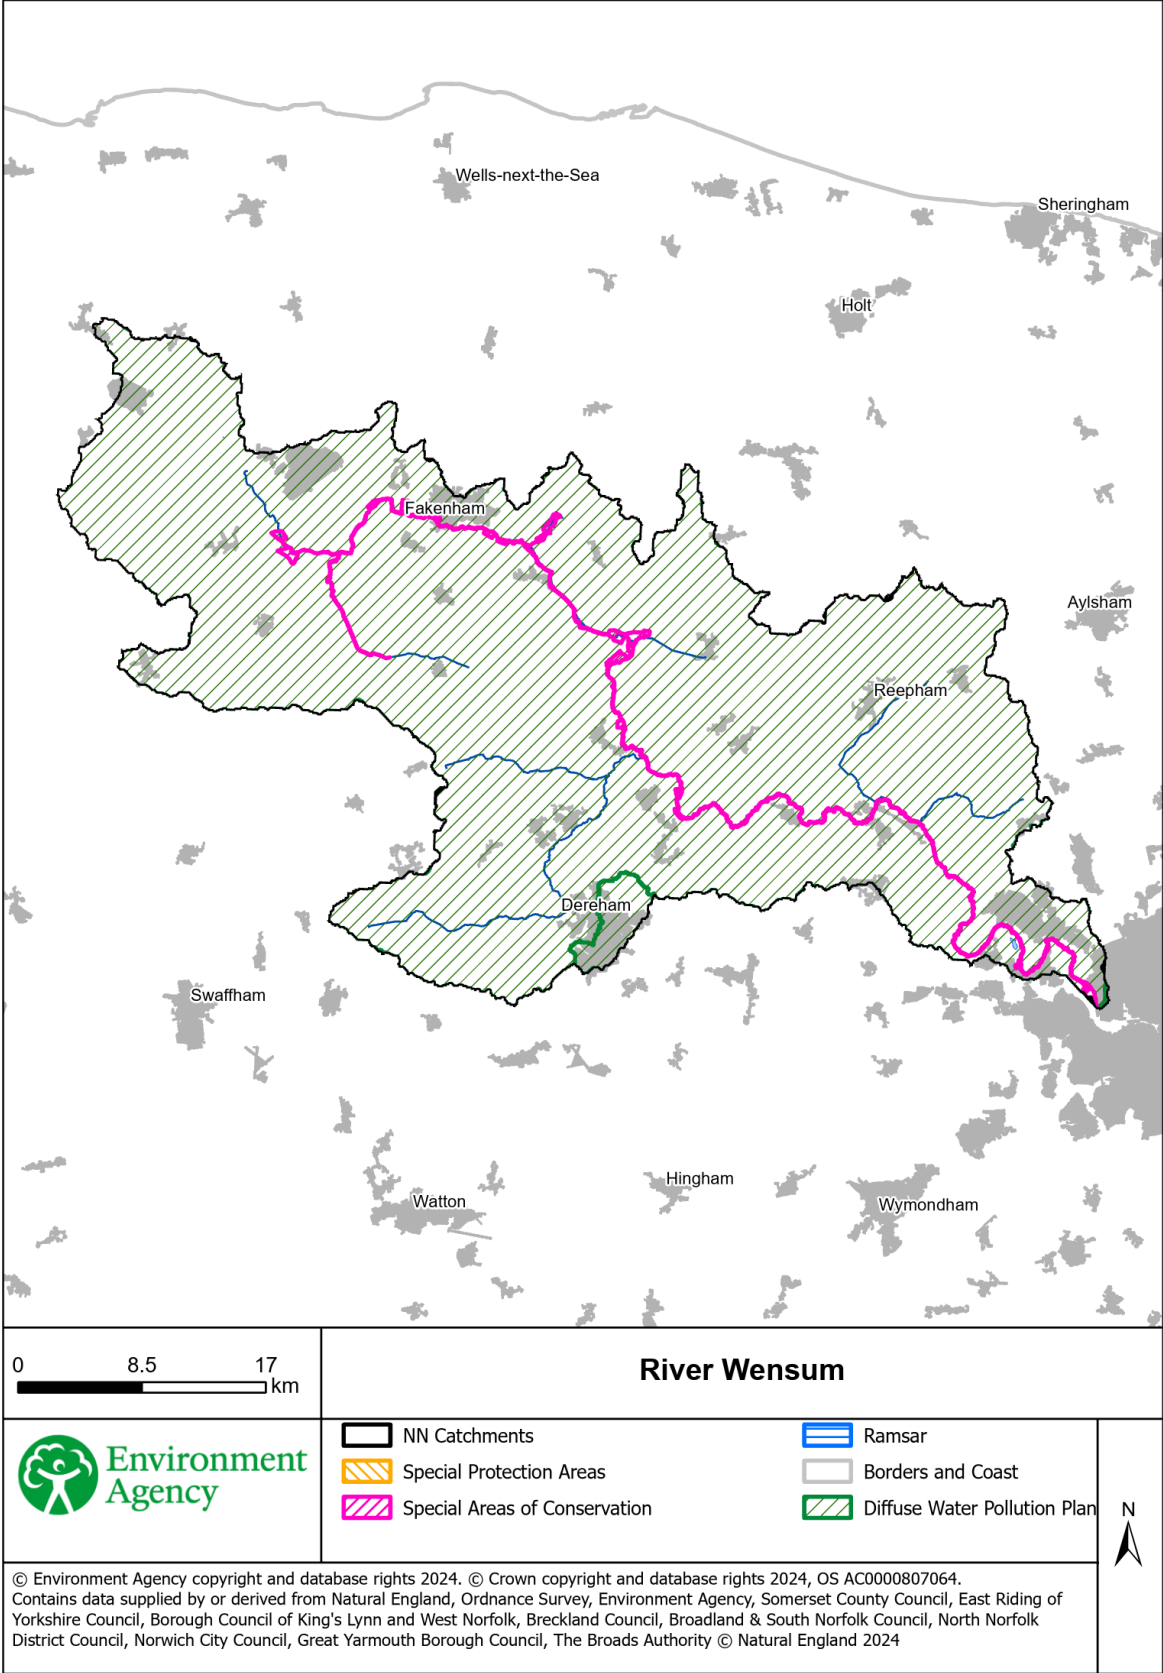 Wells-next-the-Sea
Sheringham
Holt
Fakenham
Aylsham
Reepham
Dereham
Swaffham
Hingham
Watton
Wymondham
0 8.5 17
km
River Wensum
Environment
Agency
NN Catchments
Special Protection Areas
Special Areas of Conservation
Ramsar
Borders and Coast
Diffuse Water Pollution Plan
N
© Environment Agency copyright and database rights 2024. © Crown copyright and database rights 2024, OS AC0000807064.
Contains data supplied by or derived from Natural England, Ordnance Survey, Environment Agency, Somerset County Council, East Riding of
Yorkshire Council, Borough Council of King's Lynn and West Norfolk, Breckland Council, Broadland & South Norfolk Council, North Norfolk
District Council, Norwich City Council, Great Yarmouth Borough Council, The Broads Authority © Natural England 2024